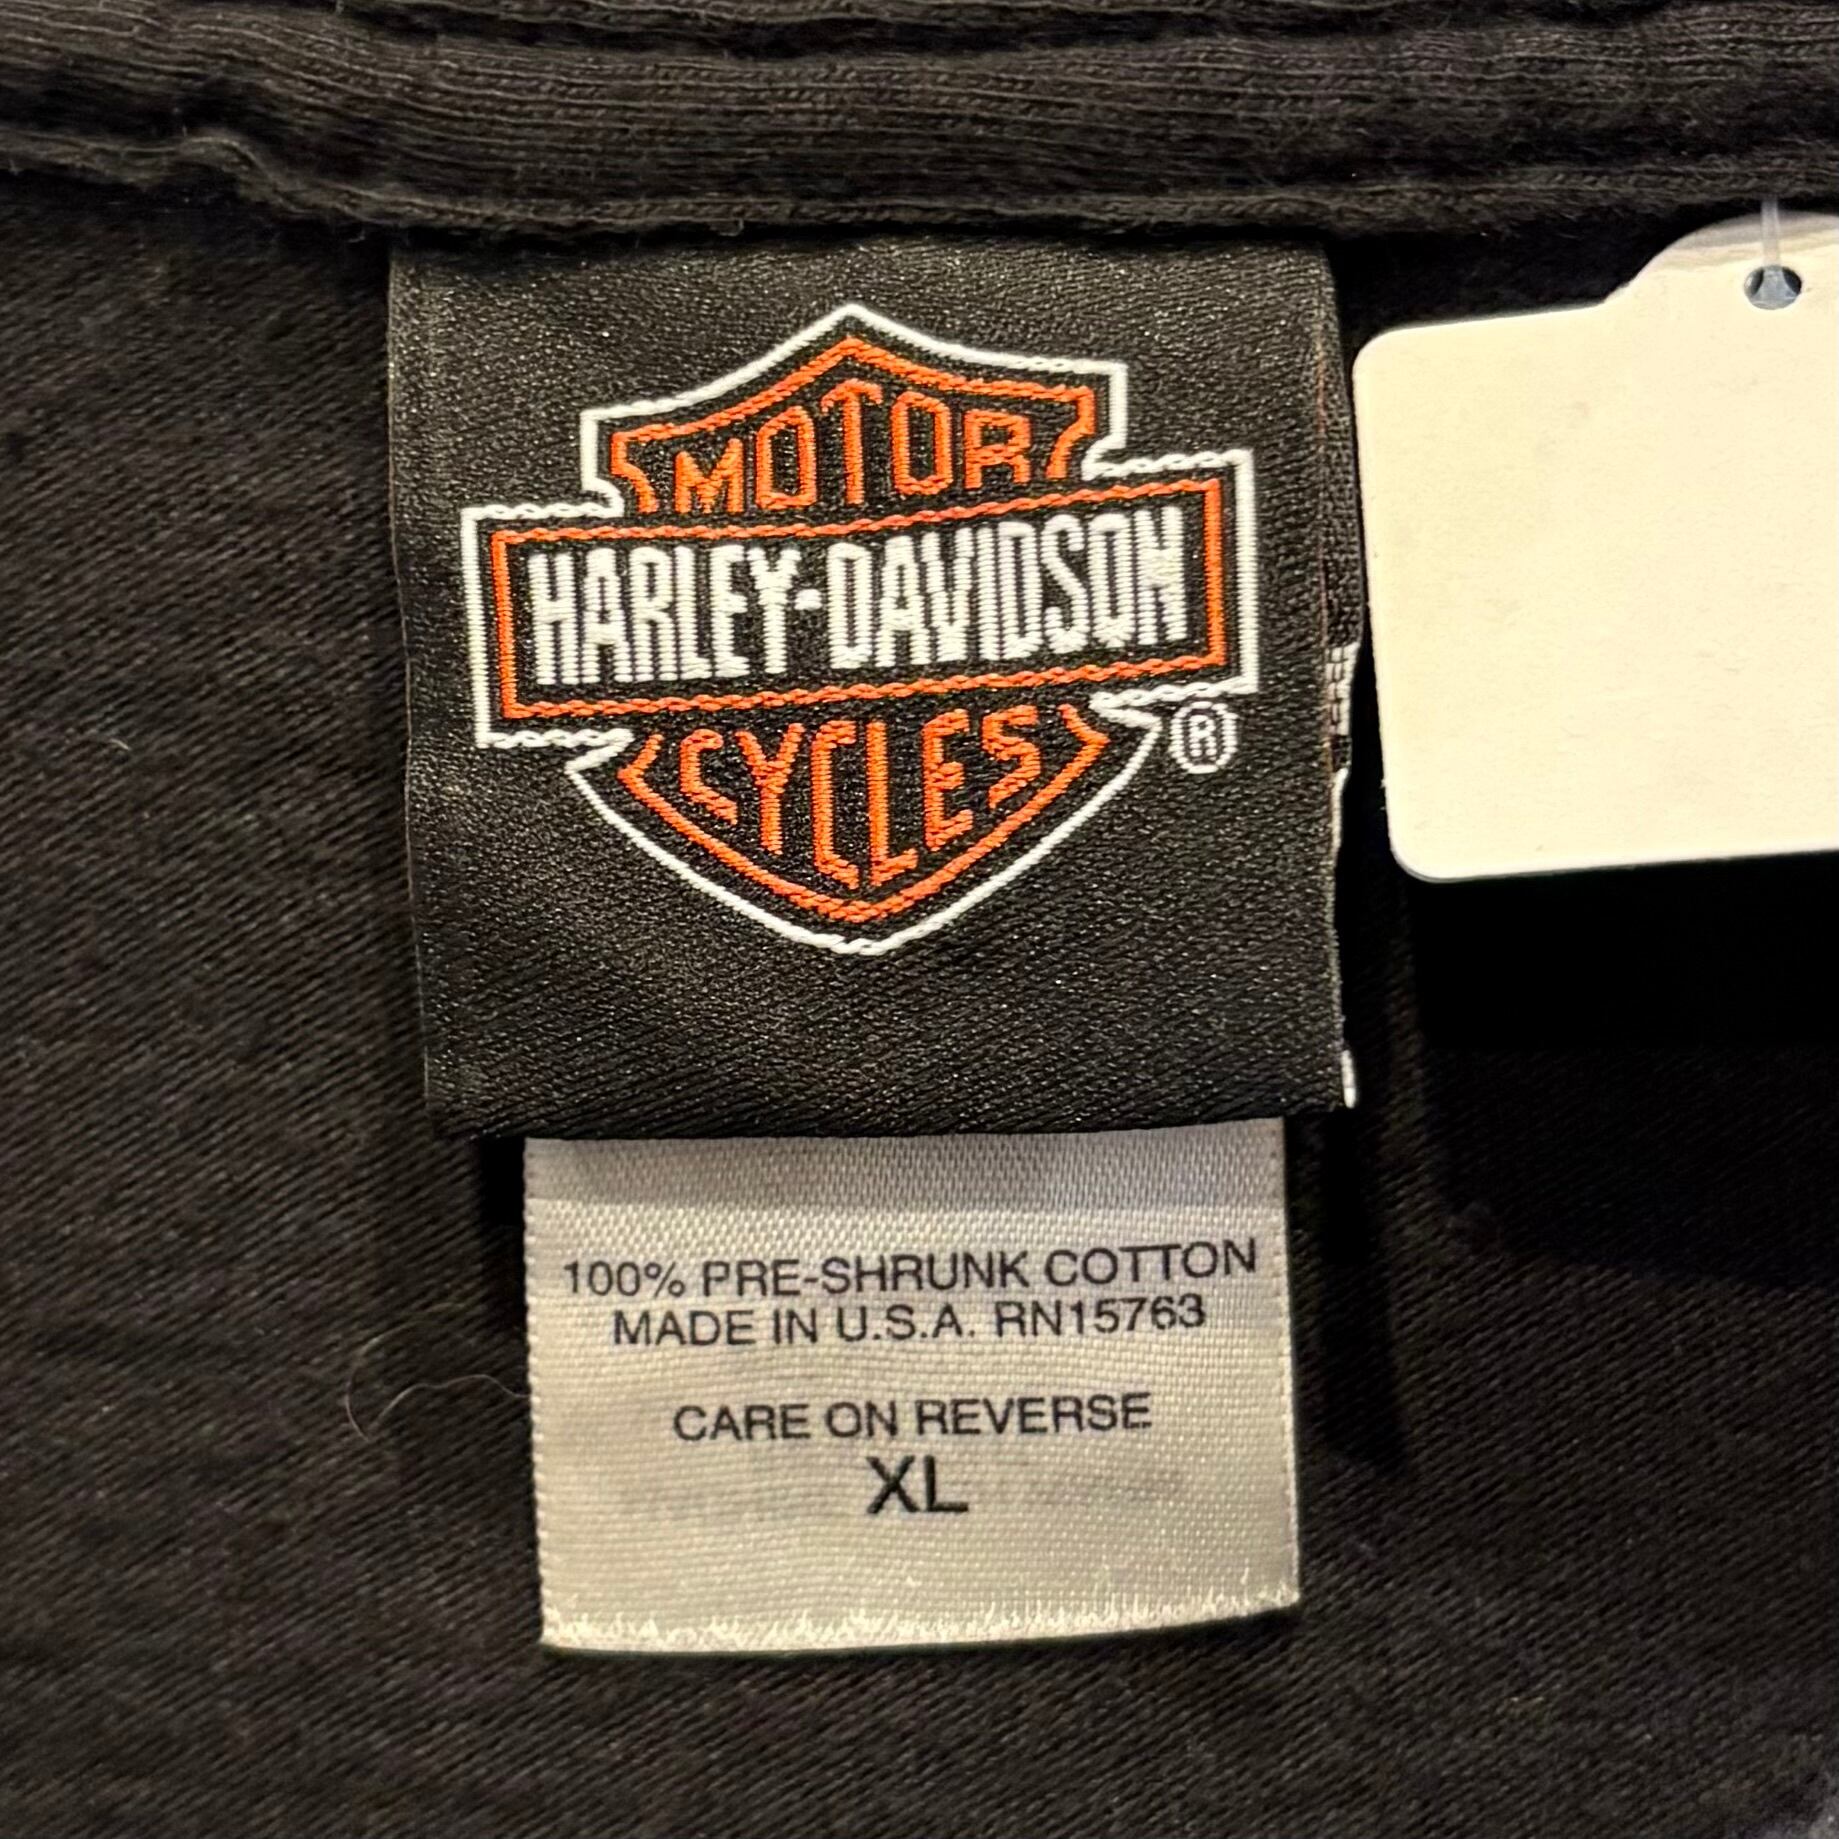 MOTOR
HARLEY-DAVIDSON
CYCLES ®
100% PRE-SHRUNK COTTON
MADE IN U.S.A. RN15763
CARE ON REVERSE
XL